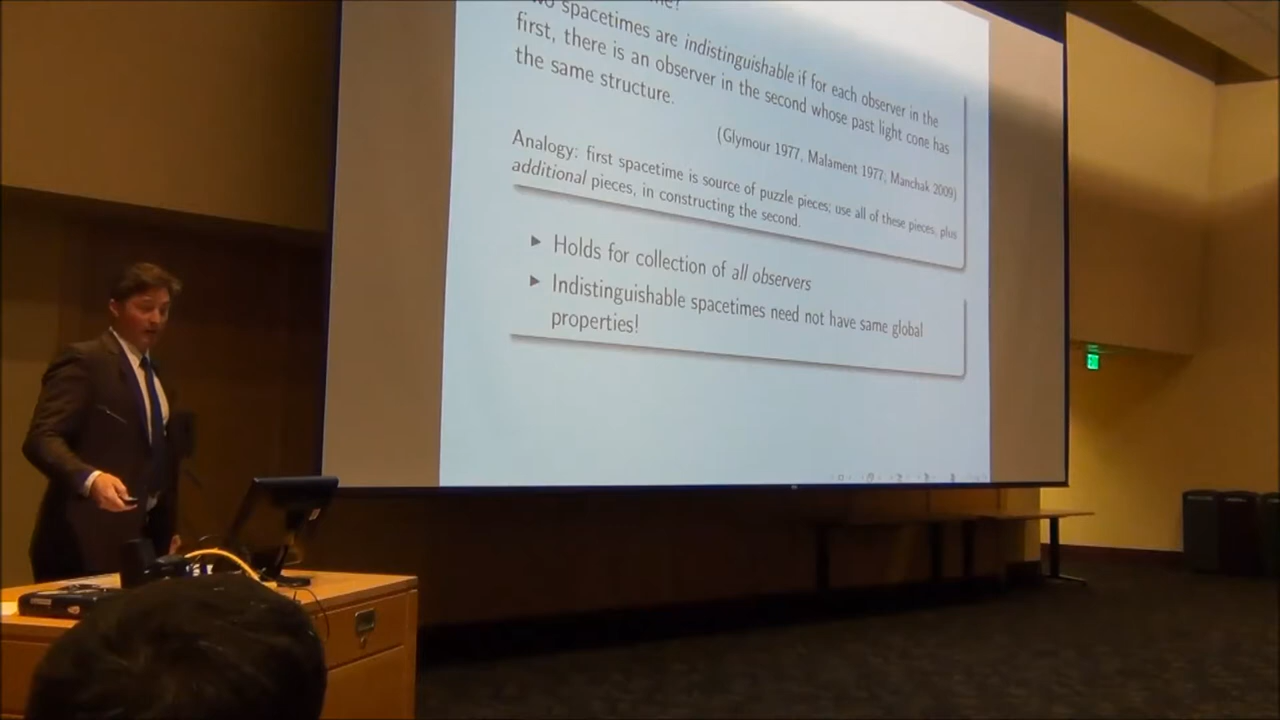 spacetimes are indistinguishable if for each observer in the
first, there is an observer in the second whose past light cone has
the same structure.
(Glymour 1977, Malament 1977, Manchak 2009)
Analogy: first spacetime is source of puzzle pieces; use all of these pieces, plus
additional pieces, in constructing the second.
▶ Holds for collection of all observers
▶ Indistinguishable spacetimes need not have same global
properties!